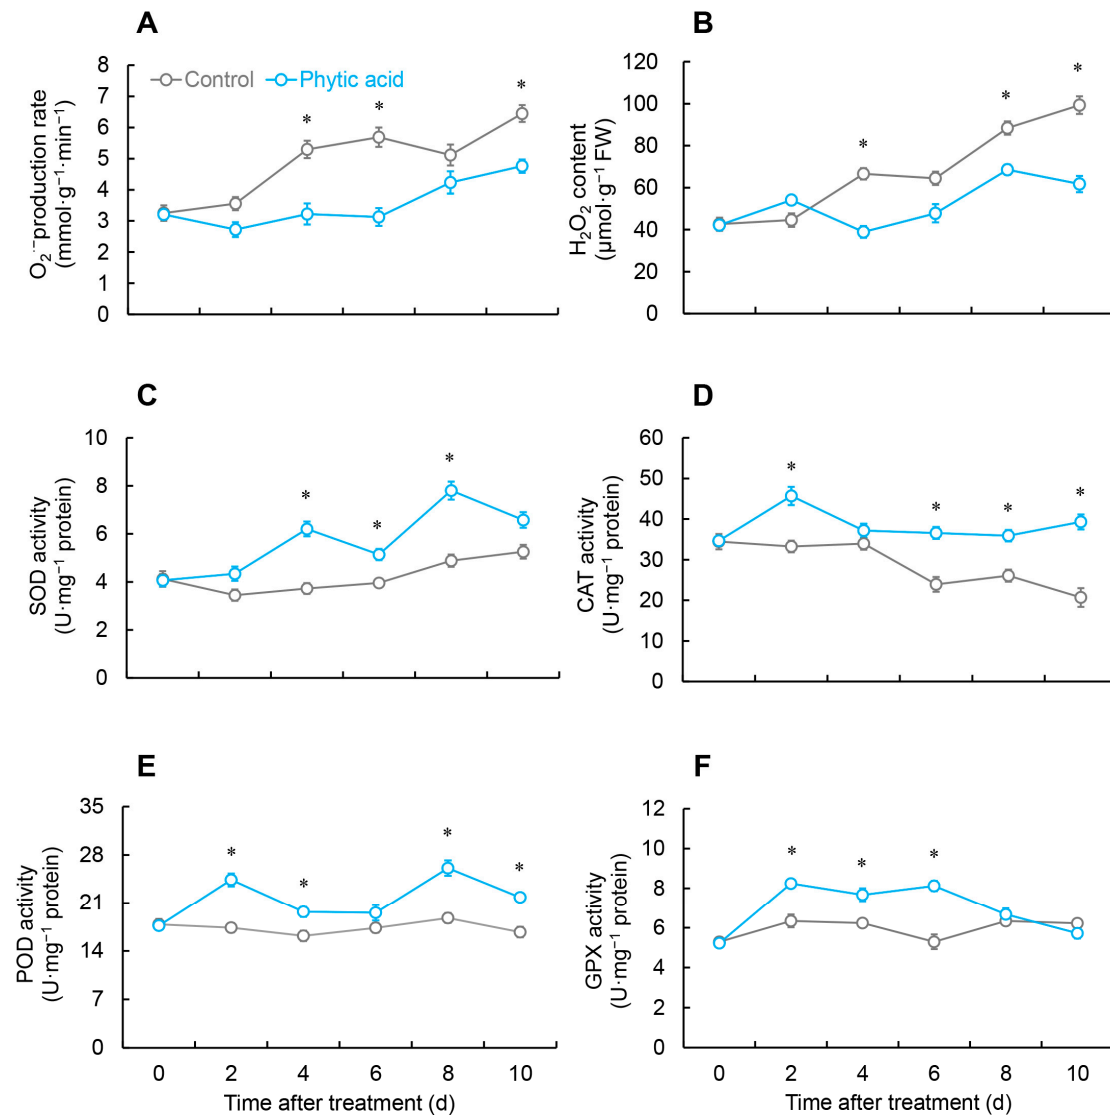 A
8
7
6
5
4
3
2
1
0
Control
Phytic acid
*
*
*
O₂·⁻production rate
(mmol·g⁻¹·min⁻¹)
B
120
100
80
60
40
20
0
*
*
*
H₂O₂ content
(μmol·g⁻¹ FW)
C
10
8
6
4
2
0
*
*
*
SOD activity
(U·mg⁻¹ protein)
D
60
50
40
30
20
10
0
*
*
*
*
CAT activity
(U·mg⁻¹ protein)
E
35
28
21
14
7
0
*
*
*
*
POD activity
(U·mg⁻¹ protein)
0 2 4 6 8 10
Time after treatment (d)
F
12
10
8
6
4
2
0
*
*
*
GPX activity
(U·mg⁻¹ protein)
0 2 4 6 8 10
Time after treatment (d)